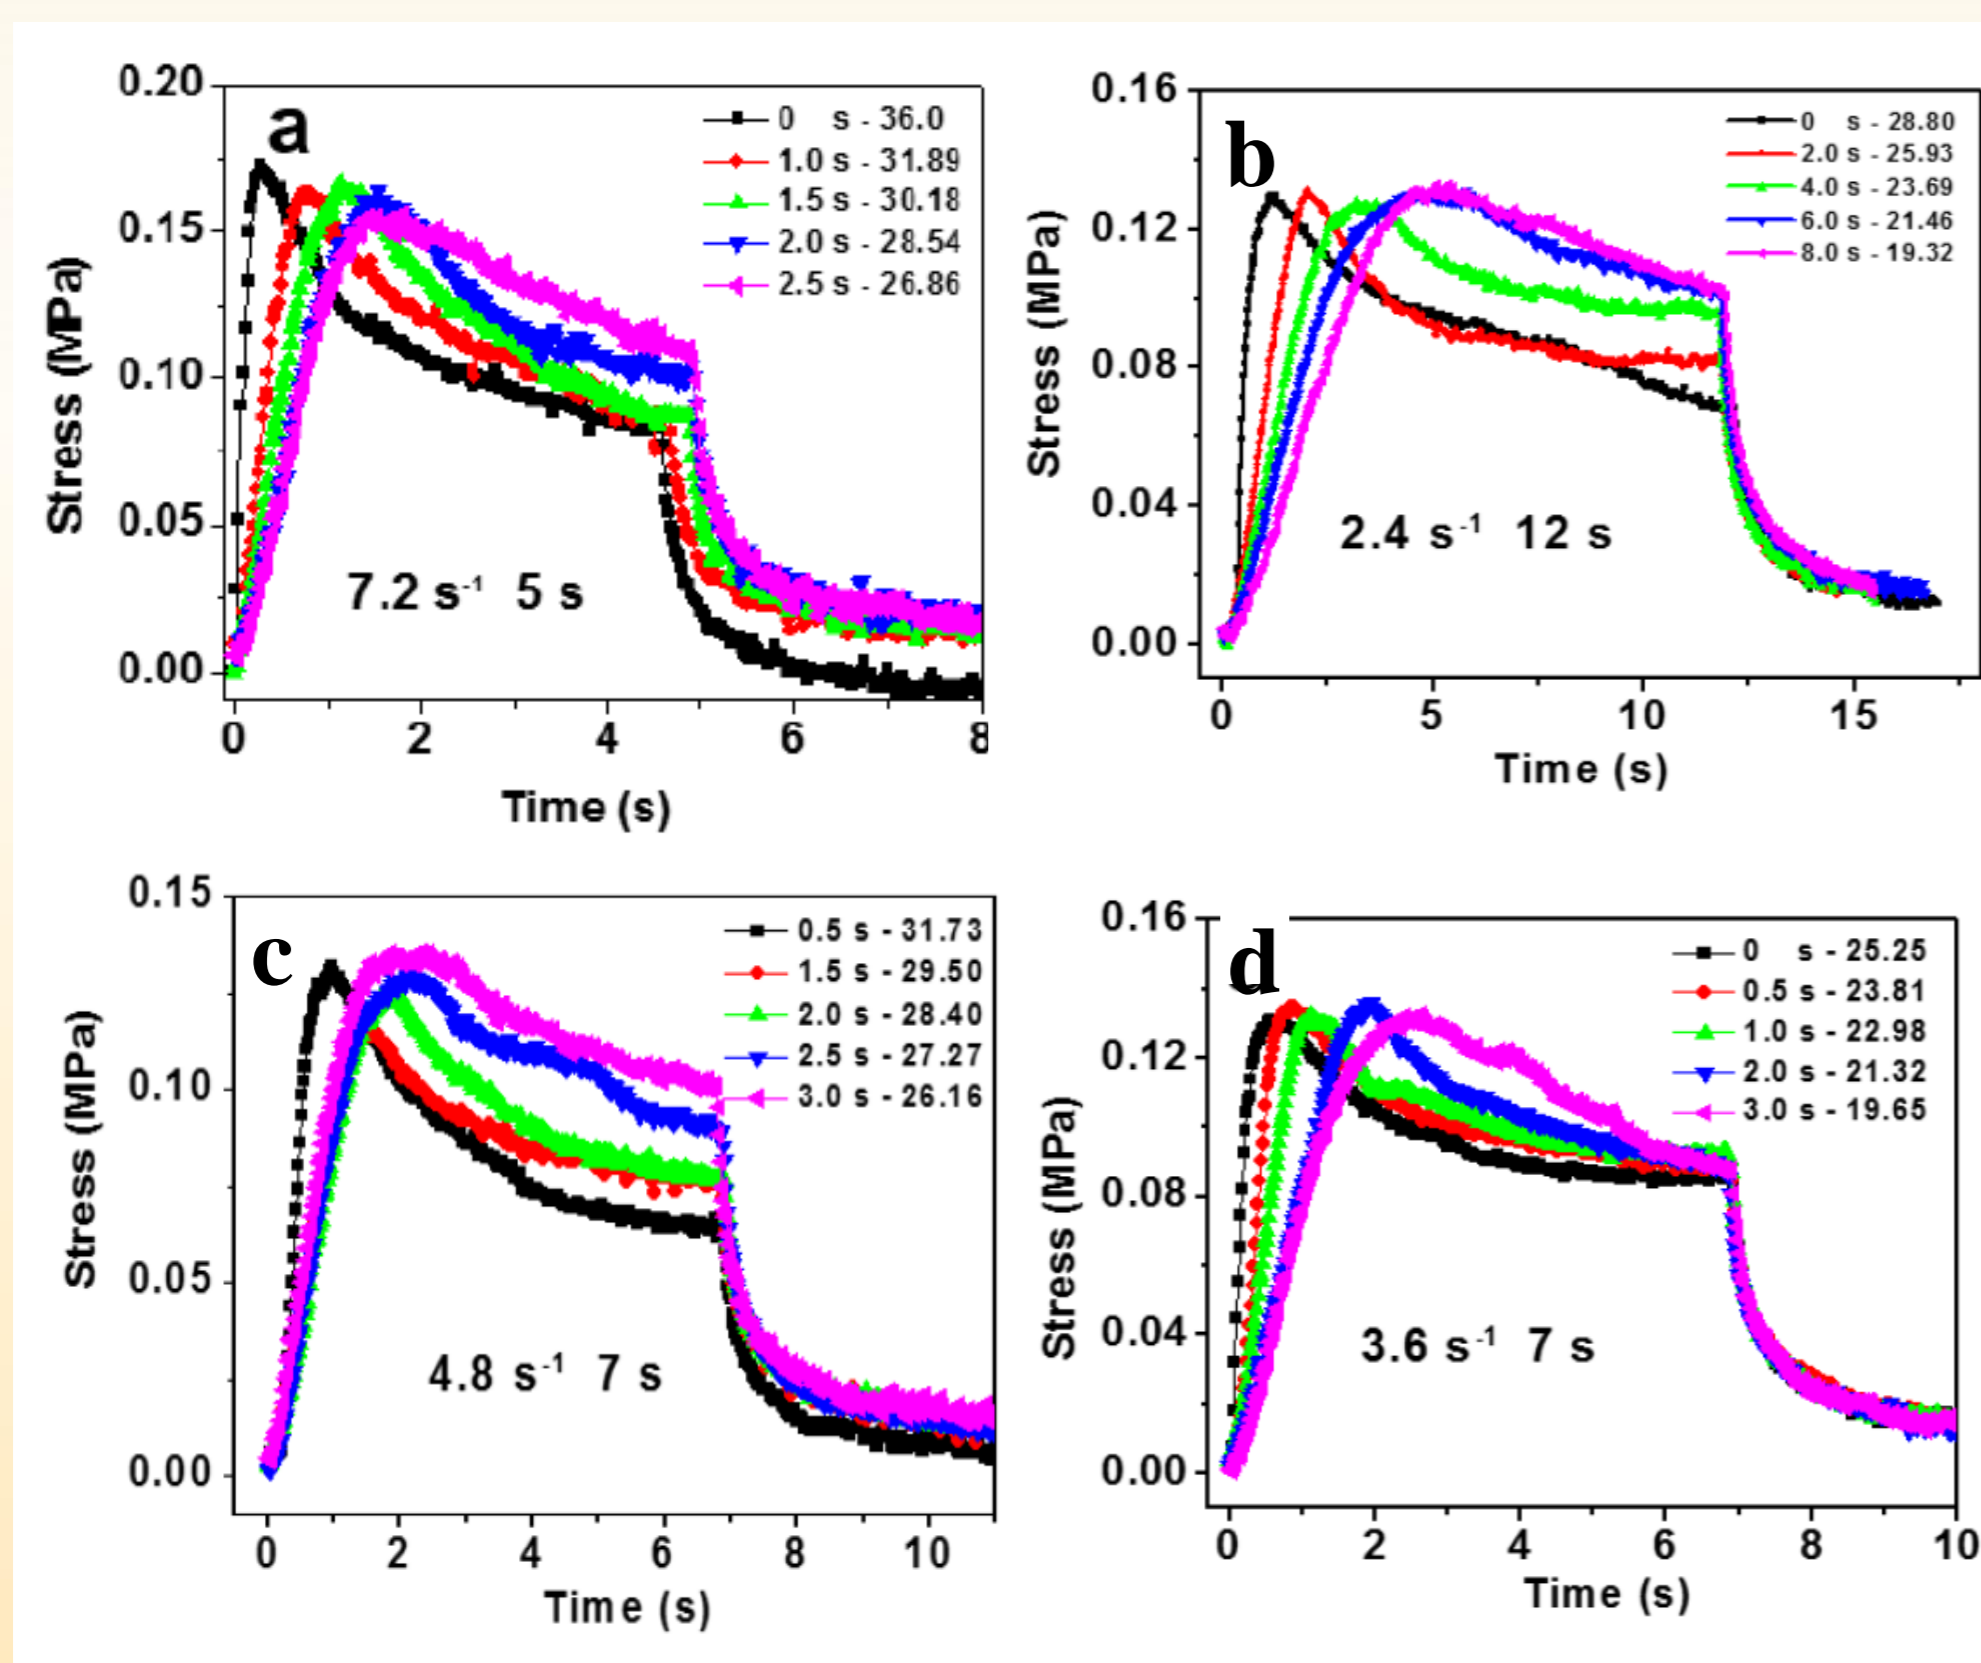 a
0.20
0.15
0.10
0.05
0.00
Stress (MPa)
0 s - 36.0
1.0 s - 31.89
1.5 s - 30.18
2.0 s - 28.54
2.5 s - 26.86
7.2 s-1 5 s
0 2 4 6 8
Time (s)
b
0.16
0.12
0.08
0.04
0.00
Stress (MPa)
0 s - 28.80
2.0 s - 25.93
4.0 s - 23.69
6.0 s - 21.46
8.0 s - 19.32
2.4 s-1 12 s
0 5 10 15
Time (s)
c
0.15
0.10
0.05
0.00
Stress (MPa)
0.5 s - 31.73
1.5 s - 29.50
2.0 s - 28.40
2.5 s - 27.27
3.0 s - 26.16
4.8 s-1 7 s
0 2 4 6 8 10
Time (s)
d
0.16
0.12
0.08
0.04
0.00
Stress (MPa)
0 s - 25.25
0.5 s - 23.81
1.0 s - 22.98
2.0 s - 21.32
3.0 s - 19.65
3.6 s-1 7 s
0 2 4 6 8 10
Time (s)